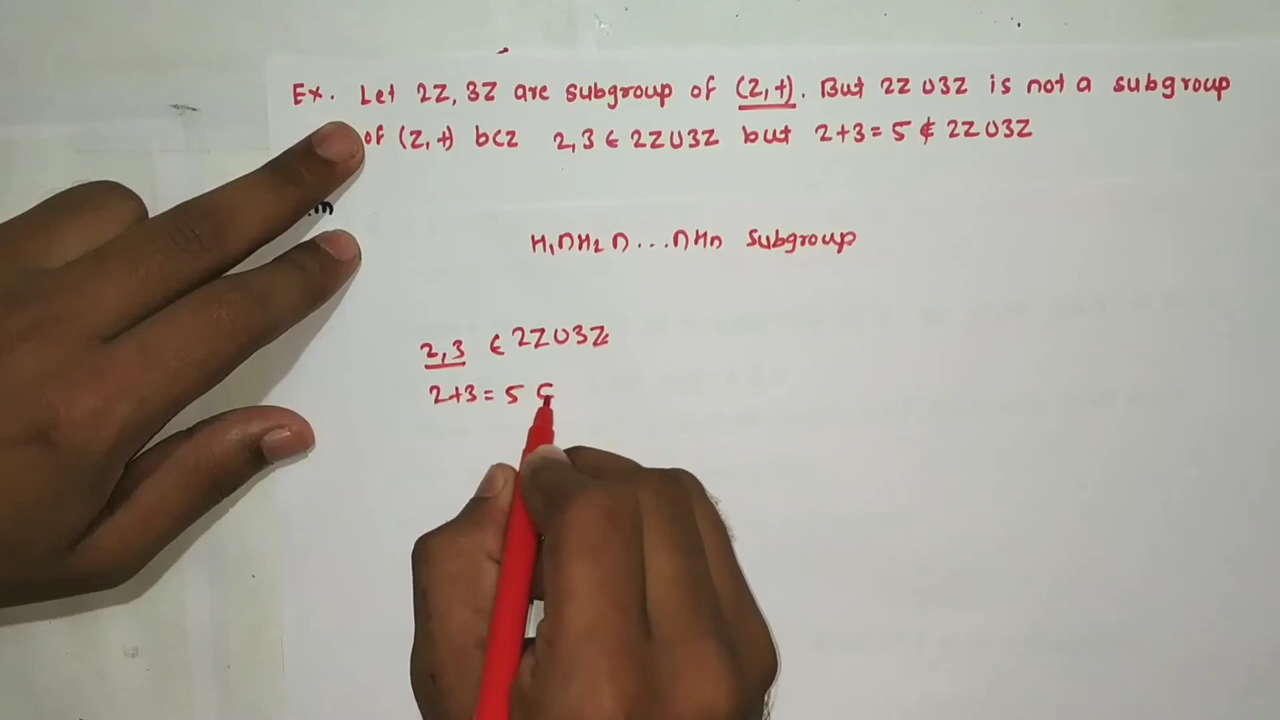 Ex. Let 2Z, 3Z are subgroup of (Z,+). But 2Z ∪ 3Z is not a subgroup
of (Z,+) bcz 2,3 ∈ 2Z∪3Z but 2+3=5 ∉ 2Z∪3Z
H₁∩H₂∩...∩Hn subgroup
2,3 ∈ 2Z∪3Z
2+3=5 ∈